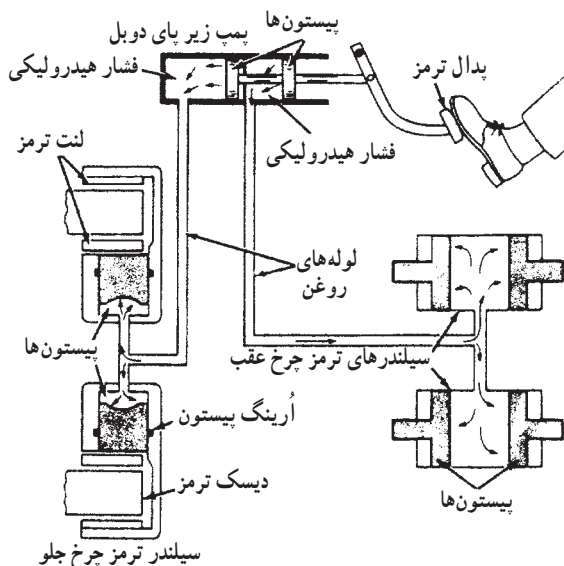 پمپ زیر پای دوبل
پیستون‌ها
فشار هیدرولیکی
پدال ترمز
فشار هیدرولیکی
لنت ترمز
لوله‌های
روغن
پیستون‌ها
سیلندرهای ترمز چرخ عقب
اُرینگ پیستون
دیسک ترمز
پیستون‌ها
سیلندر ترمز چرخ جلو